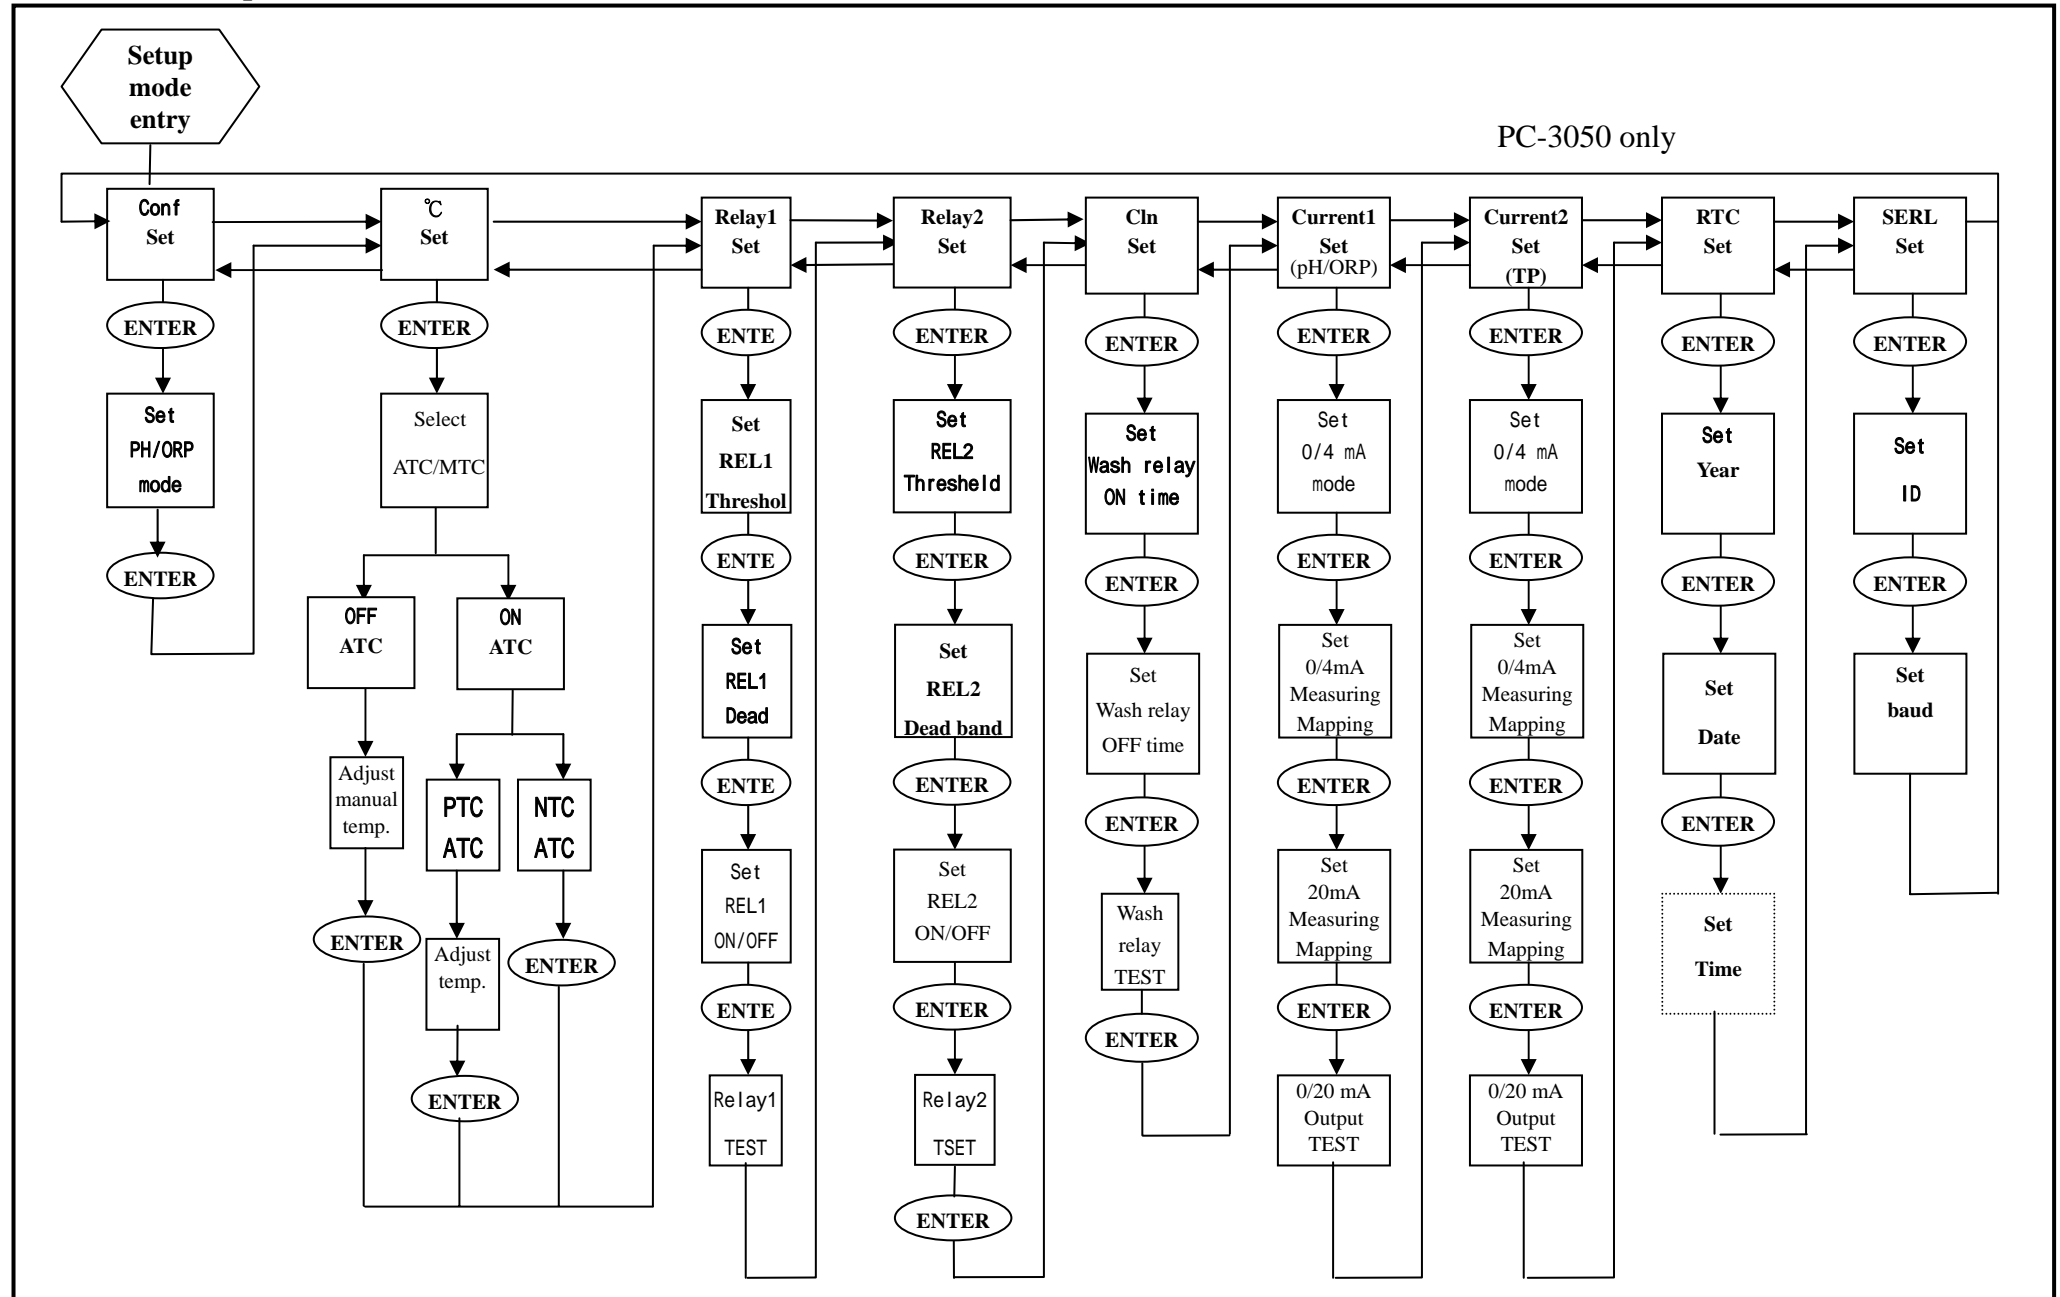 Setup
mode
entry
PC-3050 only
Conf
Set
℃
Set
Relay1
Set
Relay2
Set
Cln
Set
Current1
Set
(pH/ORP)
Current2
Set
(TP)
RTC
Set
SERL
Set
ENTER
Set
PH/ORP
mode
ENTER
ENTER
Select
ATC/MTC
OFF
ATC
ON
ATC
Adjust
manual
temp.
PTC
ATC
NTC
ATC
ENTER
Adjust
temp.
ENTER
ENTER
ENTE
Set
REL1
Threshol
ENTE
Set
REL1
Dead
ENTE
Set
REL1
ON/OFF
ENTE
Relay1
TEST
ENTER
Set
REL2
Thresheld
ENTER
Set
REL2
Dead band
ENTER
Set
REL2
ON/OFF
ENTER
Relay2
TSET
ENTER
ENTER
Set
Wash relay
ON time
ENTER
Set
Wash relay
OFF time
ENTER
Wash
relay
TEST
ENTER
ENTER
Set
0/4 mA
mode
ENTER
Set
0/4mA
Measuring
Mapping
ENTER
Set
20mA
Measuring
Mapping
ENTER
0/20 mA
Output
TEST
ENTER
Set
0/4 mA
mode
ENTER
Set
0/4mA
Measuring
Mapping
ENTER
Set
20mA
Measuring
Mapping
ENTER
0/20 mA
Output
TEST
ENTER
Set
Year
ENTER
Set
Date
ENTER
Set
Time
ENTER
Set
ID
ENTER
Set
baud